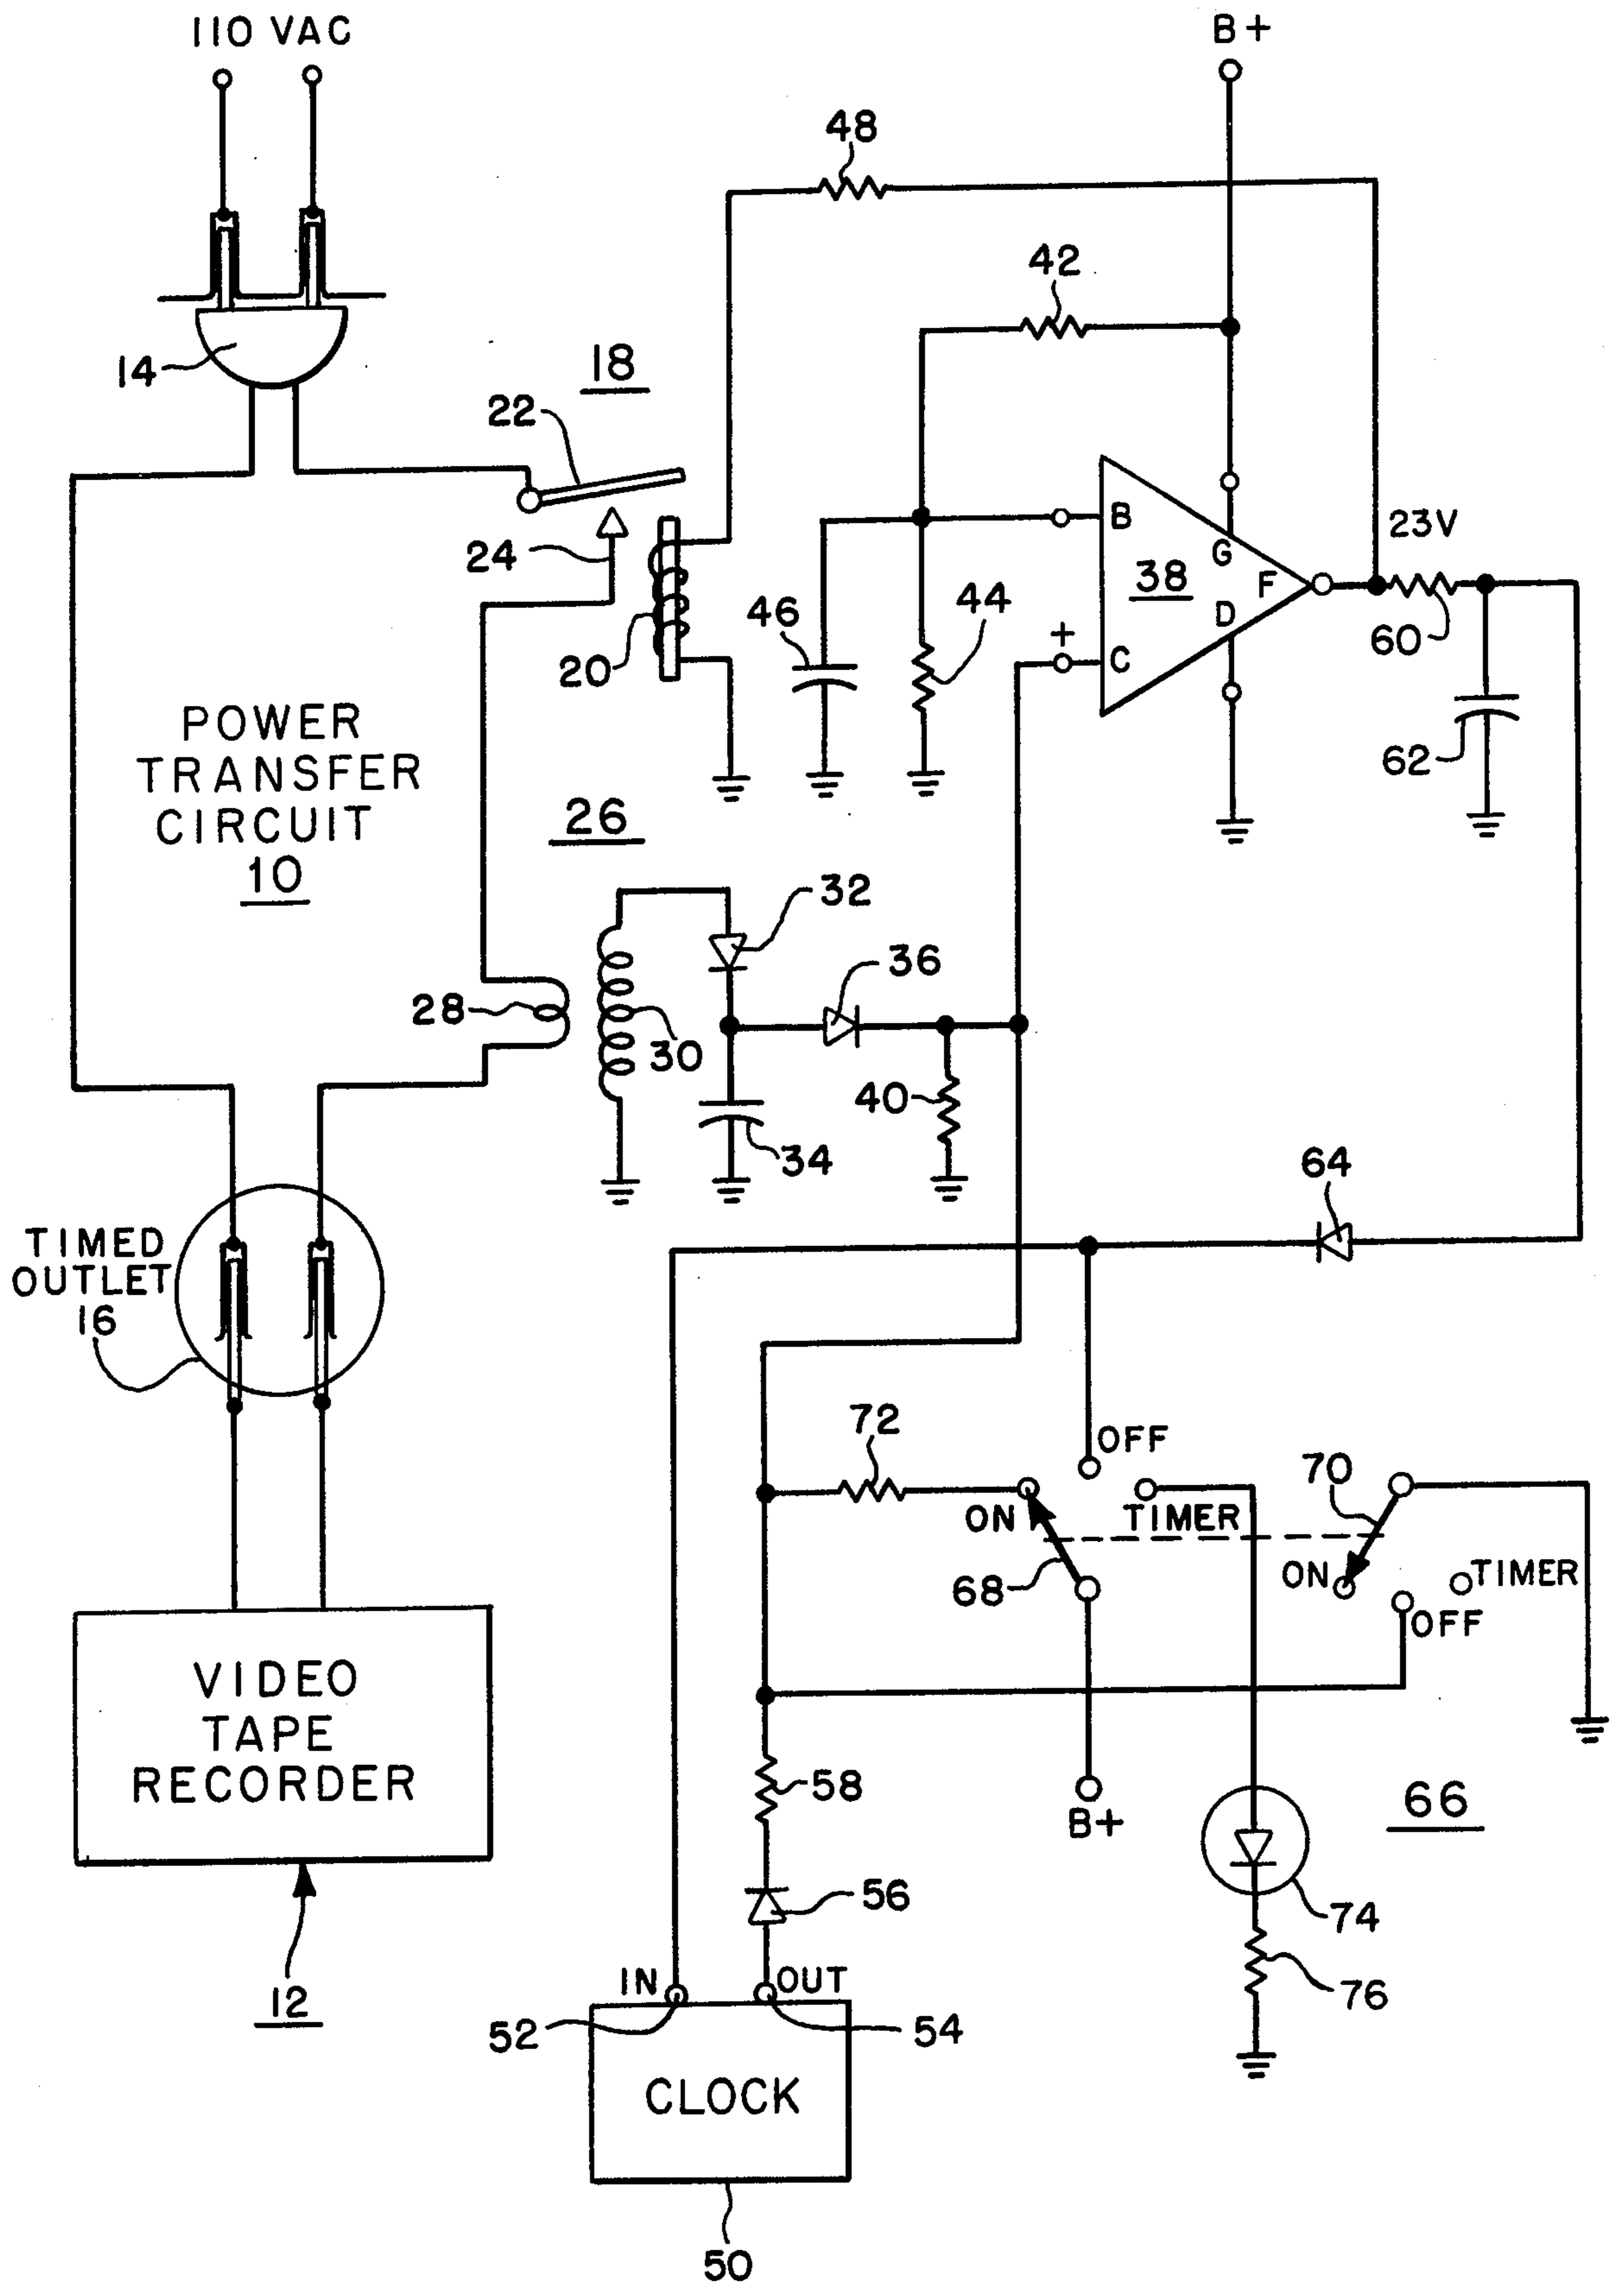 110 VAC
B+
48
42
14
18
22
24
20
46
44
B
G
38
F
D
+
C
23V
60
62
POWER
TRANSFER
CIRCUIT
10
26
32
36
28
30
40
34
64
TIMED
OUTLET
16
72
OFF
ON
TIMER
68
70
ON
TIMER
OFF
B+
66
VIDEO
TAPE
RECORDER
12
58
56
74
76
IN
OUT
52
54
CLOCK
50